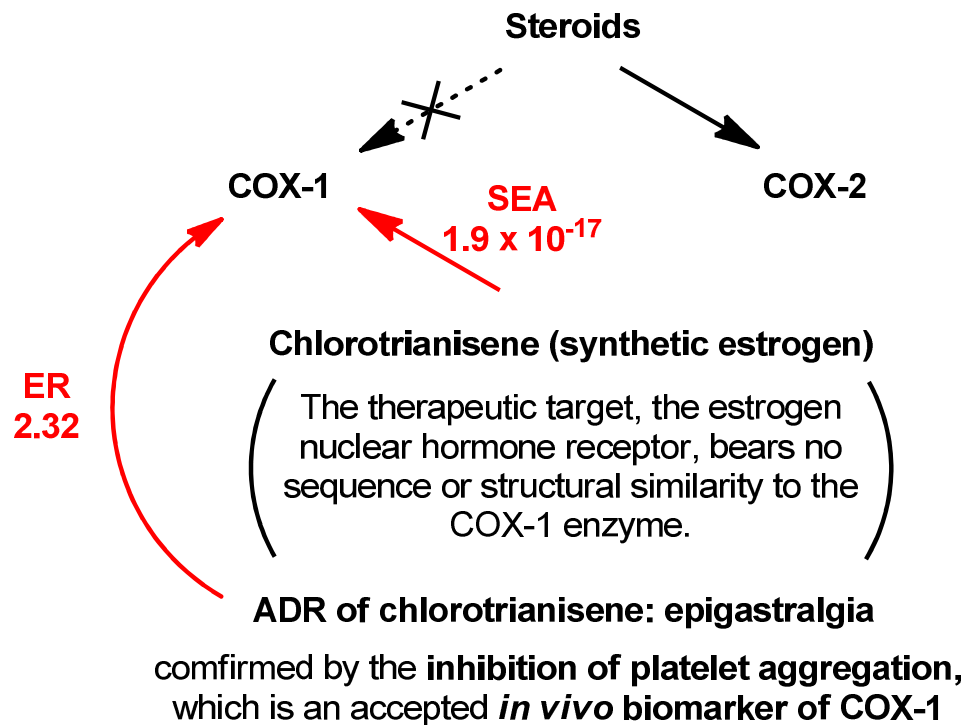 Steroids
COX-1
COX-2
SEA
1.9 x 10⁻¹⁷
Chlorotrianisene (synthetic estrogen)
ER
2.32
The therapeutic target, the estrogen
nuclear hormone receptor, bears no
sequence or structural similarity to the
COX-1 enzyme.
ADR of chlorotrianisene: epigastralgia
comfirmed by the inhibition of platelet aggregation,
which is an accepted in vivo biomarker of COX-1